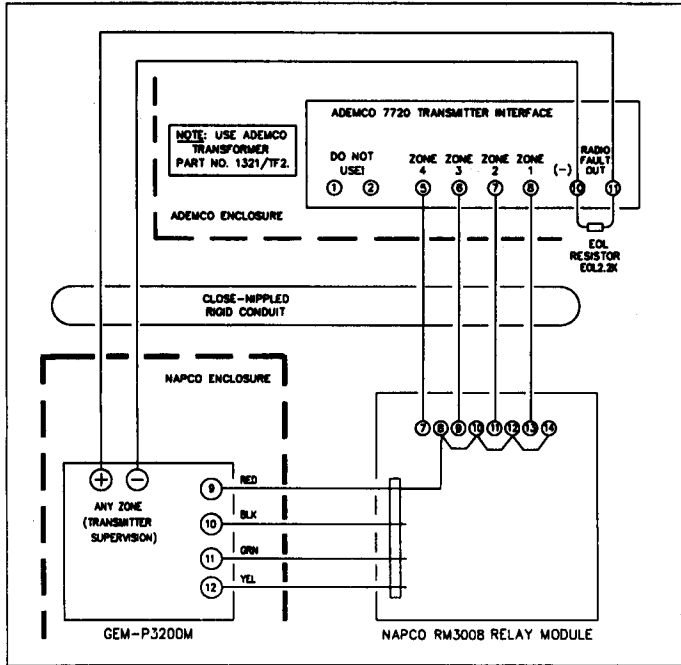 ADEMCO 7720 TRANSMITTER INTERFACE
NOTE: USE ADEMCO
TRANSFORMER
PART NO. 1321/TF2.
DO NOT
USE!
ZONE
4
ZONE
3
ZONE
2
ZONE
1
(-)
RADIO
FAULT
OUT
1 2 5 6 7 8 10 11
ADEMCO ENCLOSURE
EOL
RESISTOR
EOL2.2K
CLOSE-NIPPLED
RIGID CONDUIT
NAPCO ENCLOSURE
7 8 9 10 11 12 13 14
+ −
ANY ZONE
(TRANSMITTER
SUPERVISION)
9 RED
10 BLK
11 GRN
12 YEL
GEM-P3200M
NAPCO RM3008 RELAY MODULE